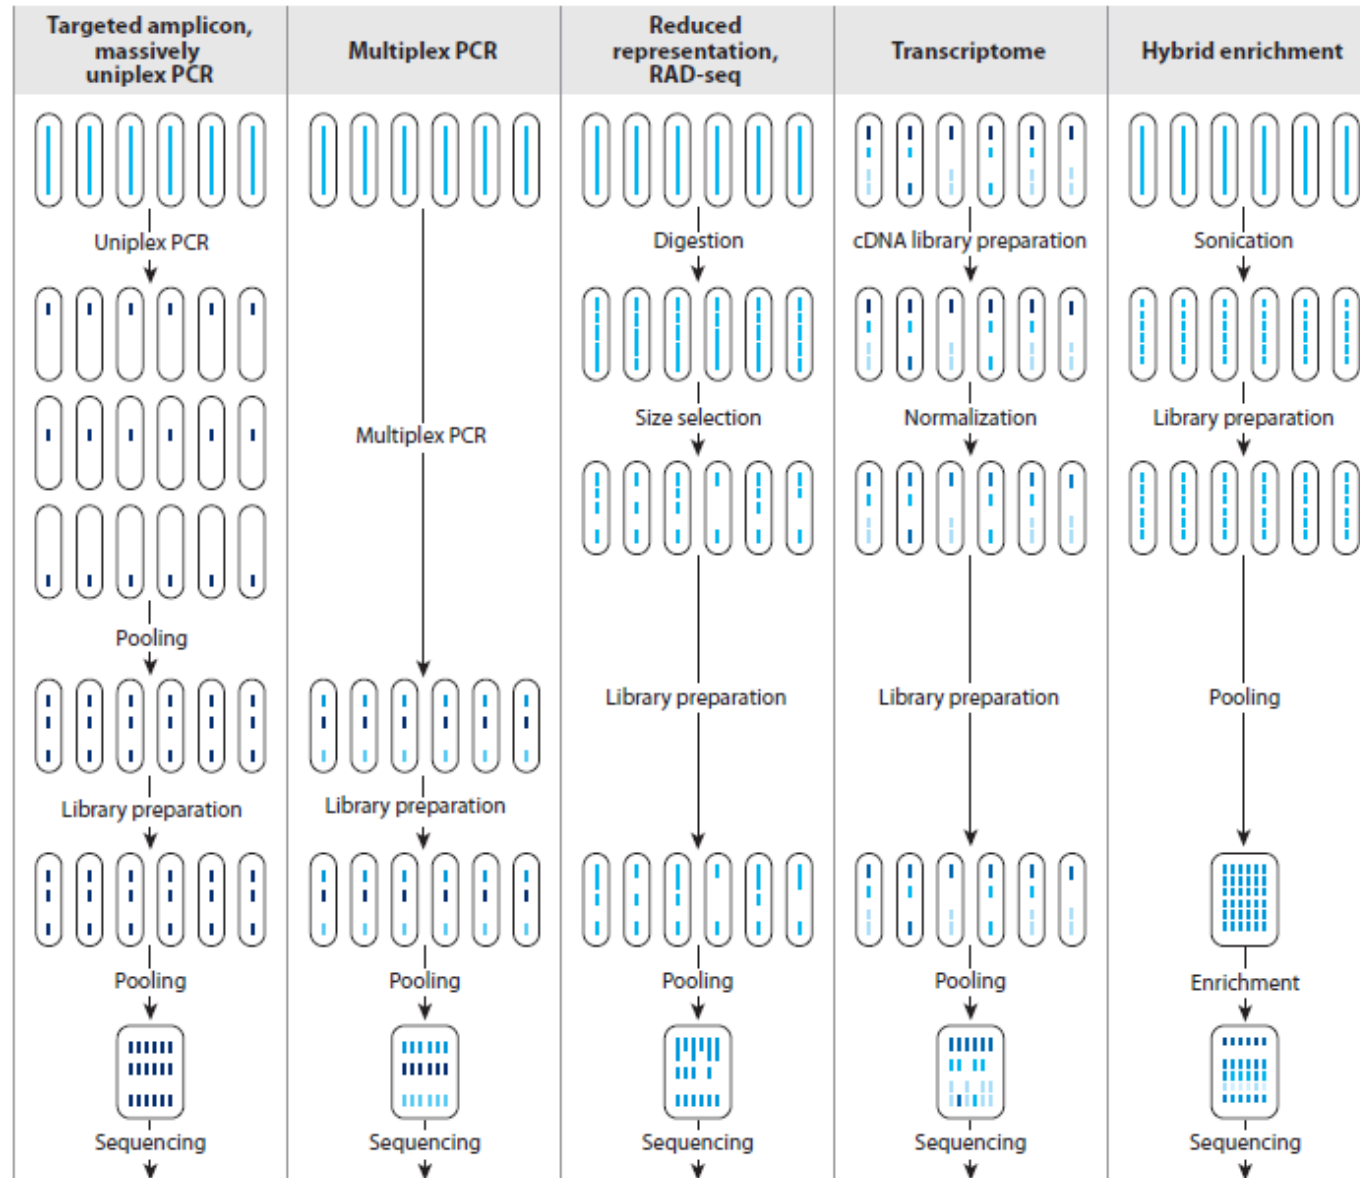 Targeted amplicon,
massively
uniplex PCR
Multiplex PCR
Reduced
representation,
RAD-seq
Transcriptome
Hybrid enrichment
Uniplex PCR
Digestion
cDNA library preparation
Sonication
Multiplex PCR
Size selection
Normalization
Library preparation
Pooling
Library preparation
Library preparation
Pooling
Library preparation
Library preparation
Pooling
Pooling
Pooling
Pooling
Enrichment
Sequencing
Sequencing
Sequencing
Sequencing
Sequencing